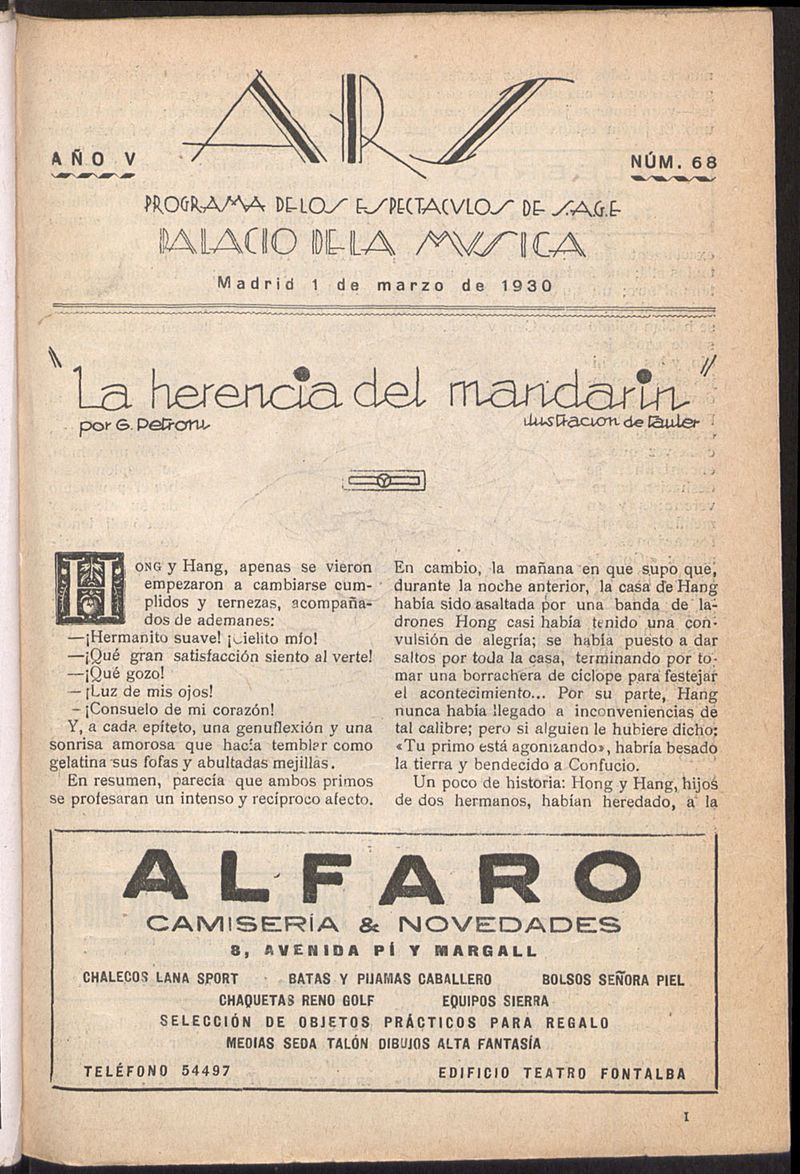 ARS
AÑO V
NÚM. 68
PROGRAMA DE LOS ESPECTACVLOS DE S.A.G.E
PALACIO DE LA MVSICA
Madrid 1 de marzo de 1930
"La herencia del mandarin"
por G. Petroni
ilustracion de Tauler
HONG y Hang, apenas se vieron
empezaron a cambiarse cum-
plidos y ternezas, acompaña-
dos de ademanes:
—¡Hermanito suave! ¡Cielito mío!
—¡Qué gran satisfacción siento al verte!
—¡Qué gozo!
—¡Luz de mis ojos!
–¡Consuelo de mi corazón!
Y, a cada epíteto, una genuflexión y una
sonrisa amorosa que hacía temblar como
gelatina sus fofas y abultadas mejillas.
En resumen, parecía que ambos primos
se profesaran un intenso y recíproco afecto.
En cambio, la mañana en que supo que,
durante la noche anterior, la casa de Hang
había sido asaltada por una banda de la-
drones Hong casi había tenido una con-
vulsión de alegría; se había puesto a dar
saltos por toda la casa, terminando por to-
mar una borrachera de cíclope para festejar
el acontecimiento... Por su parte, Hang
nunca había llegado a inconveniencias de
tal calibre; pero si alguien le hubiere dicho:
«Tu primo está agonizando», habría besado
la tierra y bendecido a Confucio.
Un poco de historia: Hong y Hang, hijos
de dos hermanos, habían heredado, a la
ALFARO
CAMISERÍA & NOVEDADES
8, AVENIDA PÍ Y MARGALL
CHALECOS LANA SPORT BATAS Y PIJAMAS CABALLERO BOLSOS SEÑORA PIEL
CHAQUETAS RENO GOLF EQUIPOS SIERRA
SELECCIÓN DE OBJETOS PRÁCTICOS PARA REGALO
MEDIAS SEDA TALÓN DIBUJOS ALTA FANTASÍA
TELÉFONO 54497 EDIFICIO TEATRO FONTALBA
I